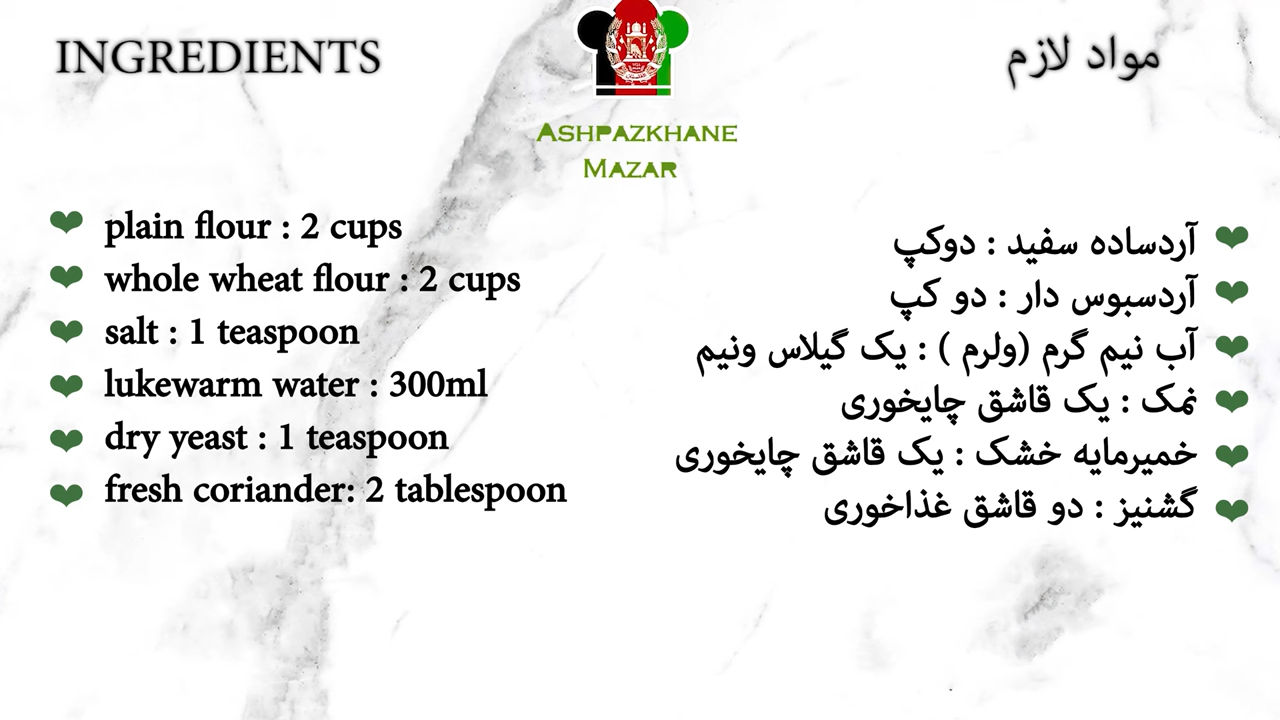 INGREDIENTS
ASHPAZKHANE
MAZAR
plain flour : 2 cups
whole wheat flour : 2 cups
salt : 1 teaspoon
lukewarm water : 300ml
dry yeast : 1 teaspoon
fresh coriander: 2 tablespoon
مواد لازم
آردساده سفید : دوکپ
آردسبوس دار : دو کپ
آب نیم گرم (ولرم ) : یک گیلاس ونیم
نمک : یک قاشق چایخوری
خمیرمایه خشک : یک قاشق چایخوری
گشنیز : دو قاشق غذاخوری